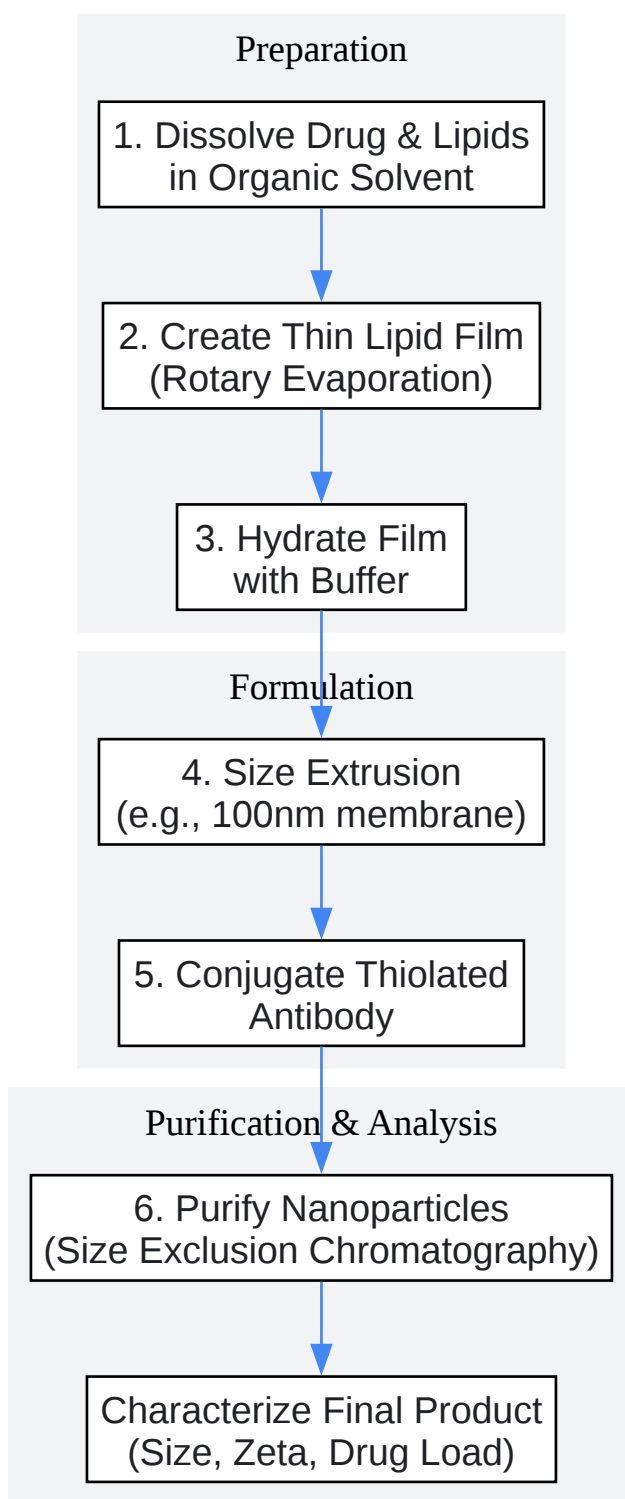 Preparation
1. Dissolve Drug & Lipids
in Organic Solvent
2. Create Thin Lipid Film
(Rotary Evaporation)
3. Hydrate Film
with Buffer
Formulation
4. Size Extrusion
(e.g., 100nm membrane)
5. Conjugate Thiolated
Antibody
Purification & Analysis
6. Purify Nanoparticles
(Size Exclusion Chromatography)
Characterize Final Product
(Size, Zeta, Drug Load)